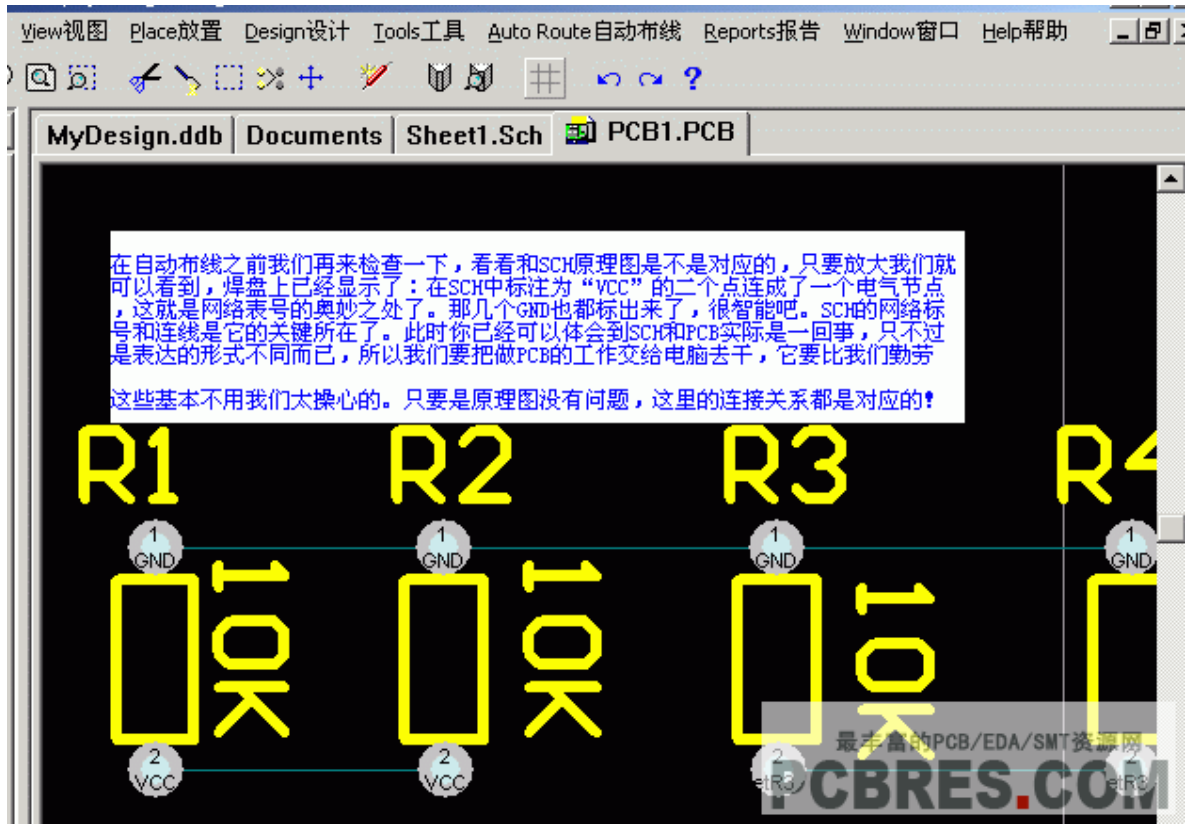 View视图 Place放置 Design设计 Tools工具 Auto Route自动布线 Reports报告 Window窗口 Help帮助
MyDesign.ddb Documents Sheet1.Sch PCB1.PCB
在自动布线之前我们再来检查一下，看看和SCH原理图是不是对应的，只要放大我们就
可以看到，焊盘上已经显示了：在SCH中标注为“VCC”的二个点连成了一个电气节点
，这就是网络表号的奥妙之处了。那几个GND也都标出来了，很智能吧。SCH的网络标
号和连线是它的关键所在了。此时你已经可以体会到SCH和PCB实际是一回事，只不过
是表达的形式不同而已，所以我们要把做PCB的工作交给电脑去干，它要比我们勤劳
这些基本不用我们太操心的。只要是原理图没有问题，这里的连接关系都是对应的！
R1 R2 R3 R4
1 1 1 1
GND GND GND GND
10K 10K 10K
最丰富的PCB/EDA/SMT资源网
2 2 2 2
VCC VCC etR3 etR3
PCBRES.COM